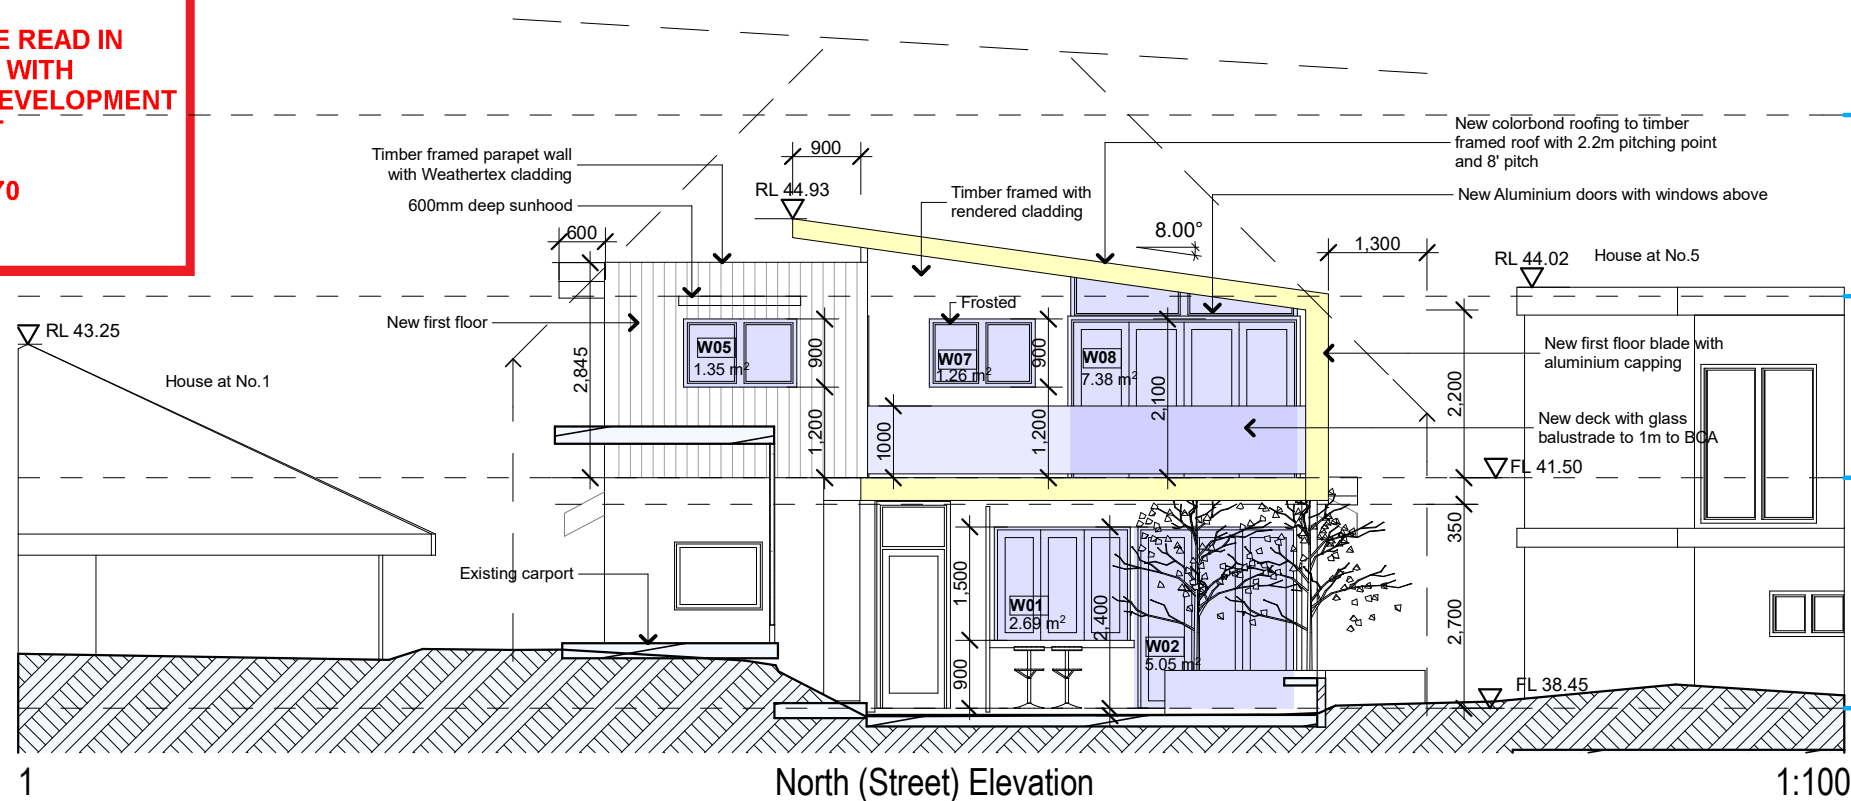 E READ IN
WITH
EVELOPMENT
70
Timber framed parapet wall
with Weathertex cladding
600mm deep sunhood
600
900
RL 44.93
Timber framed with
rendered cladding
8.00°
New colorbond roofing to timber
framed roof with 2.2m pitching point
and 8' pitch
New Aluminium doors with windows above
1,300
RL 44.02
House at No.5
RL 43.25
House at No.1
New first floor
2,845
W05
1.35 m²
900
1,200
1000
Frosted
W07
1.26 m²
900
1,200
W08
7.38 m²
2,100
New first floor blade with
aluminium capping
2,200
New deck with glass
balustrade to 1m to BCA
FL 41.50
350
Existing carport
1,500
900
W01
2.69 m²
2,400
W02
5.05 m²
2,700
FL 38.45
1
North (Street) Elevation
1:100